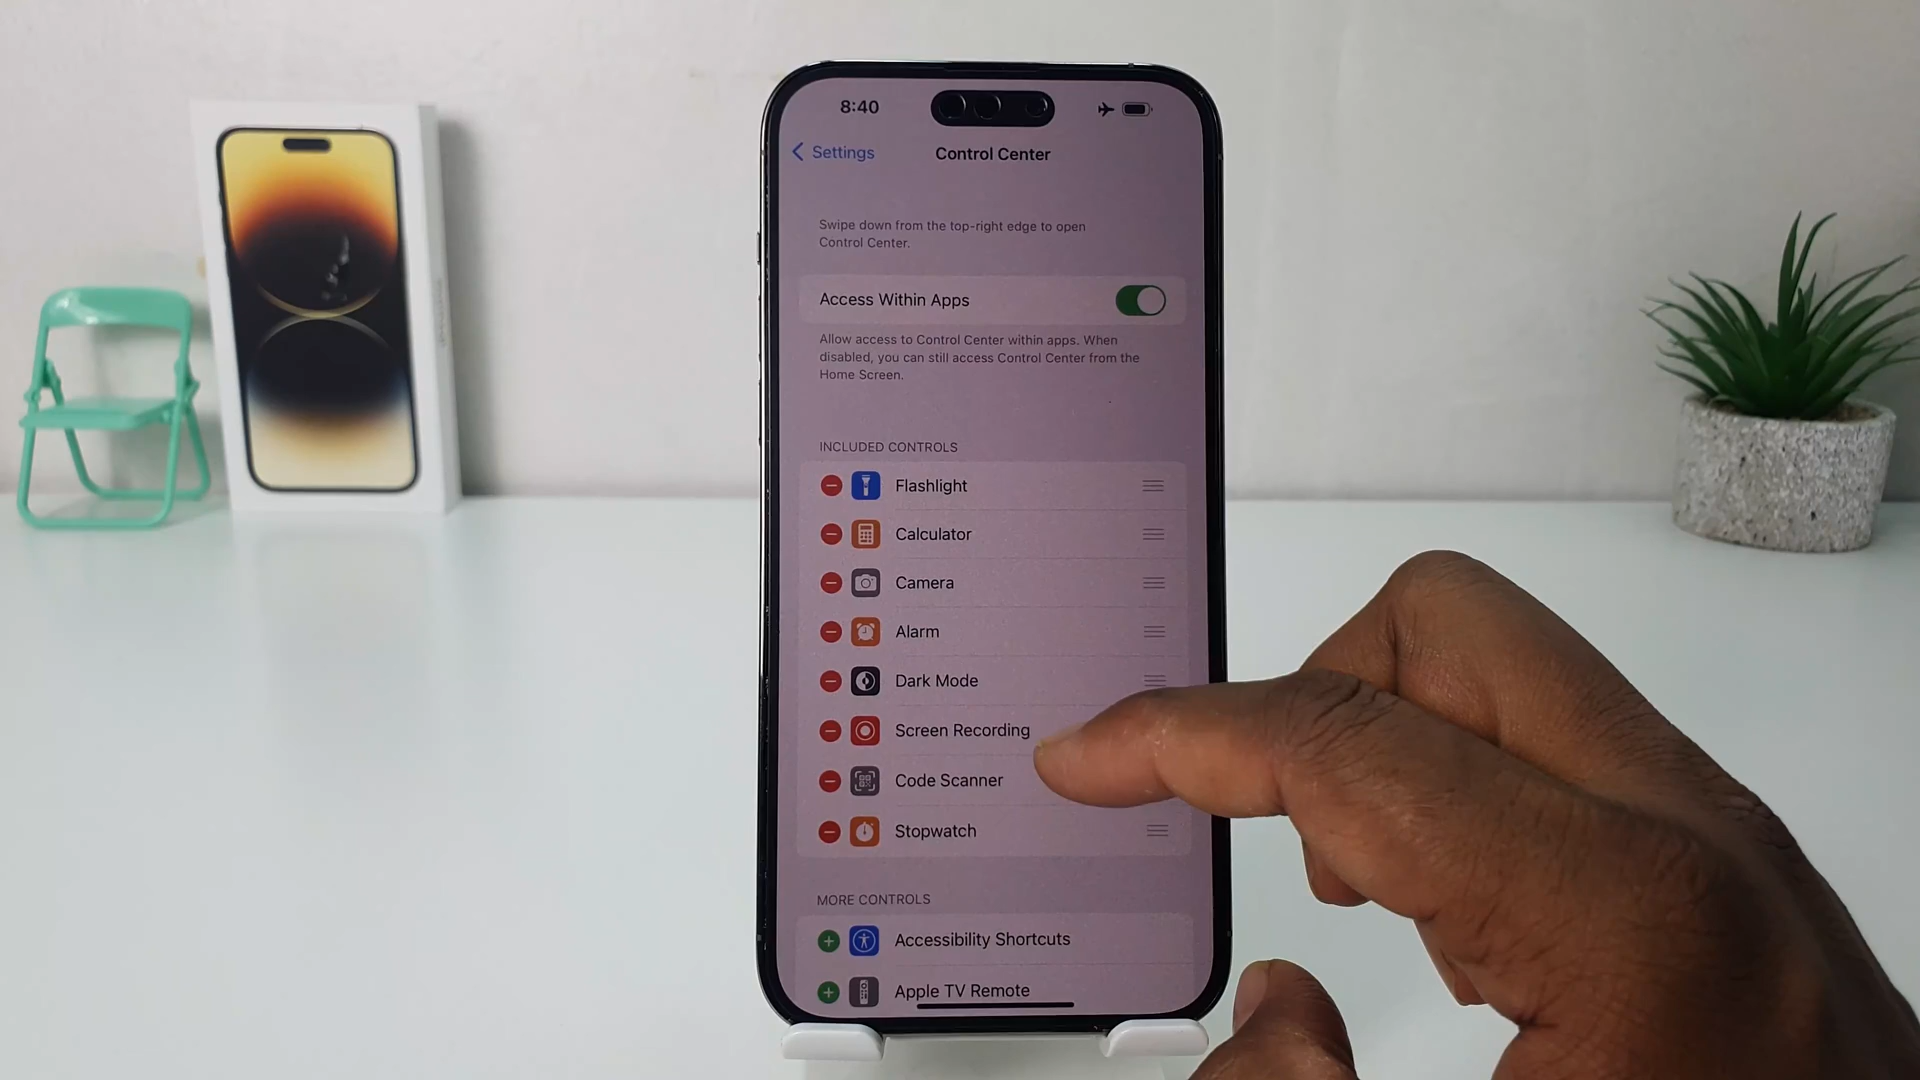 8:40
Settings
Control Center
Swipe down from the top-right edge to open
Control Center.
Access Within Apps
Allow access to Control Center within apps. When
disabled, you can still access Control Center from the
Home Screen.
INCLUDED CONTROLS
Flashlight
Calculator
Camera
Alarm
Dark Mode
Screen Recording
Code Scanner
Stopwatch
MORE CONTROLS
Accessibility Shortcuts
Apple TV Remote